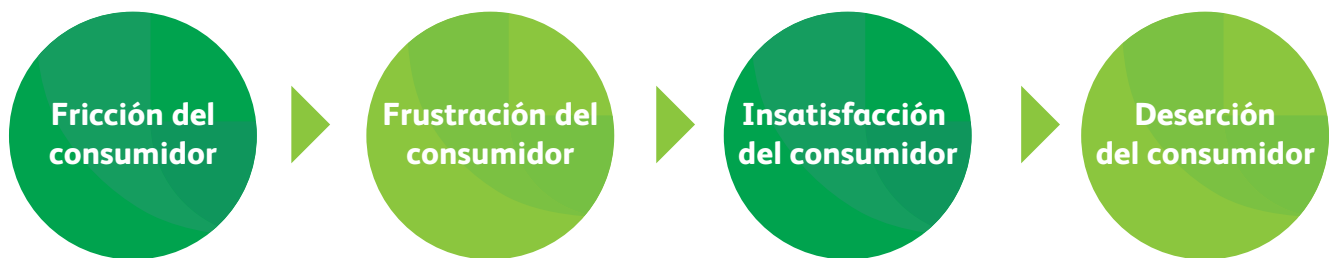 Fricción del
consumidor
Frustración del
consumidor
Insatisfacción
del consumidor
Deserción
del consumidor